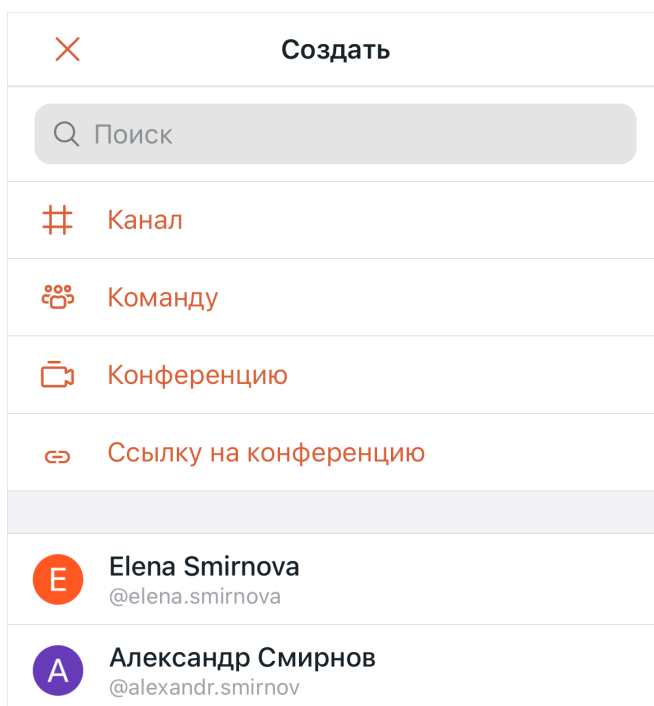 Создать
Поиск
Канал
Команду
Конференцию
Ссылку на конференцию
E
Elena Smirnova
@elena.smirnova
А
Александр Смирнов
@alexandr.smirnov